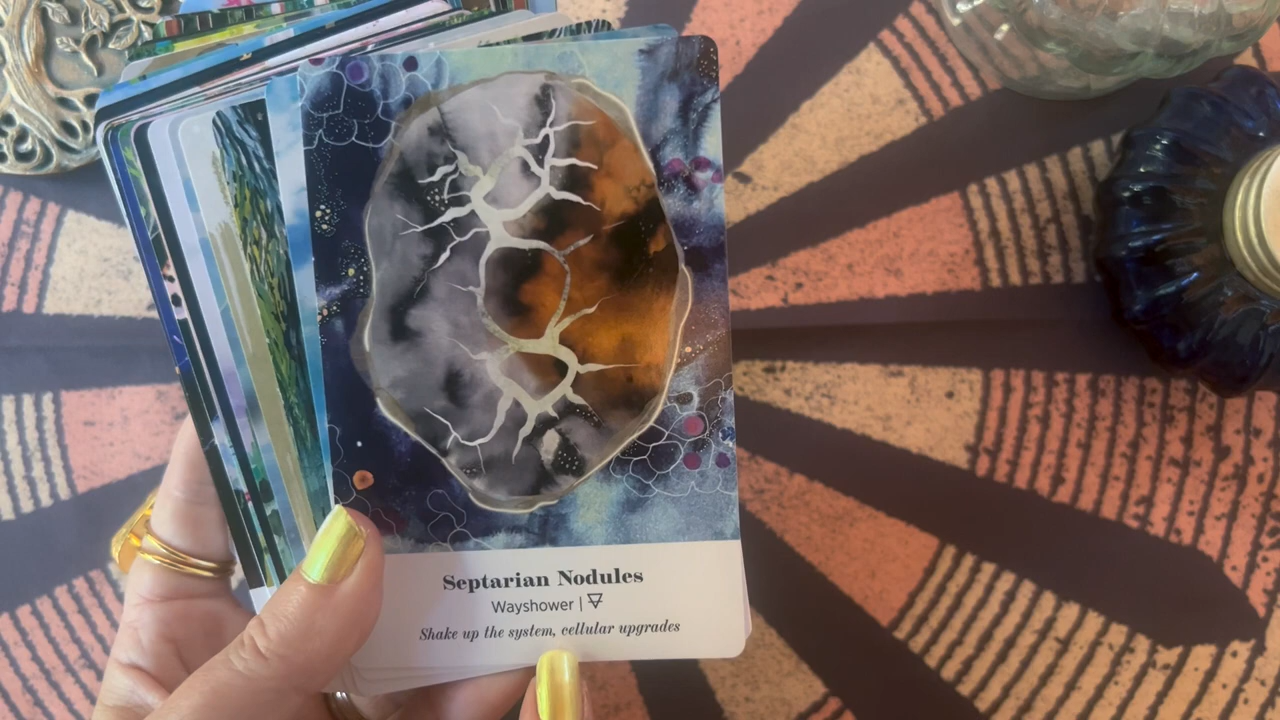 Septarian Nodules
Wayshower | 🜃
Shake up the system, cellular upgrades